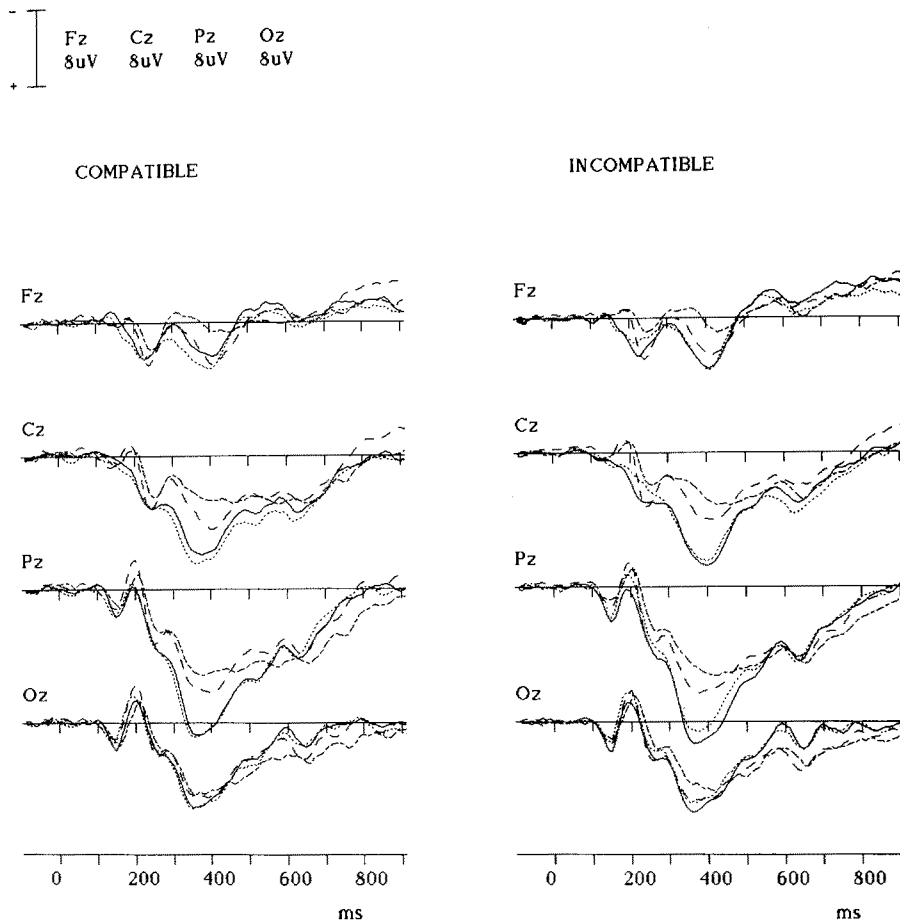 -
Fz Cz Pz Oz
8uV 8uV 8uV 8uV
+
COMPATIBLE
INCOMPATIBLE
Fz
Fz
Cz
Cz
Pz
Pz
Oz
Oz
0 200 400 600 800
0 200 400 600 800
ms
ms